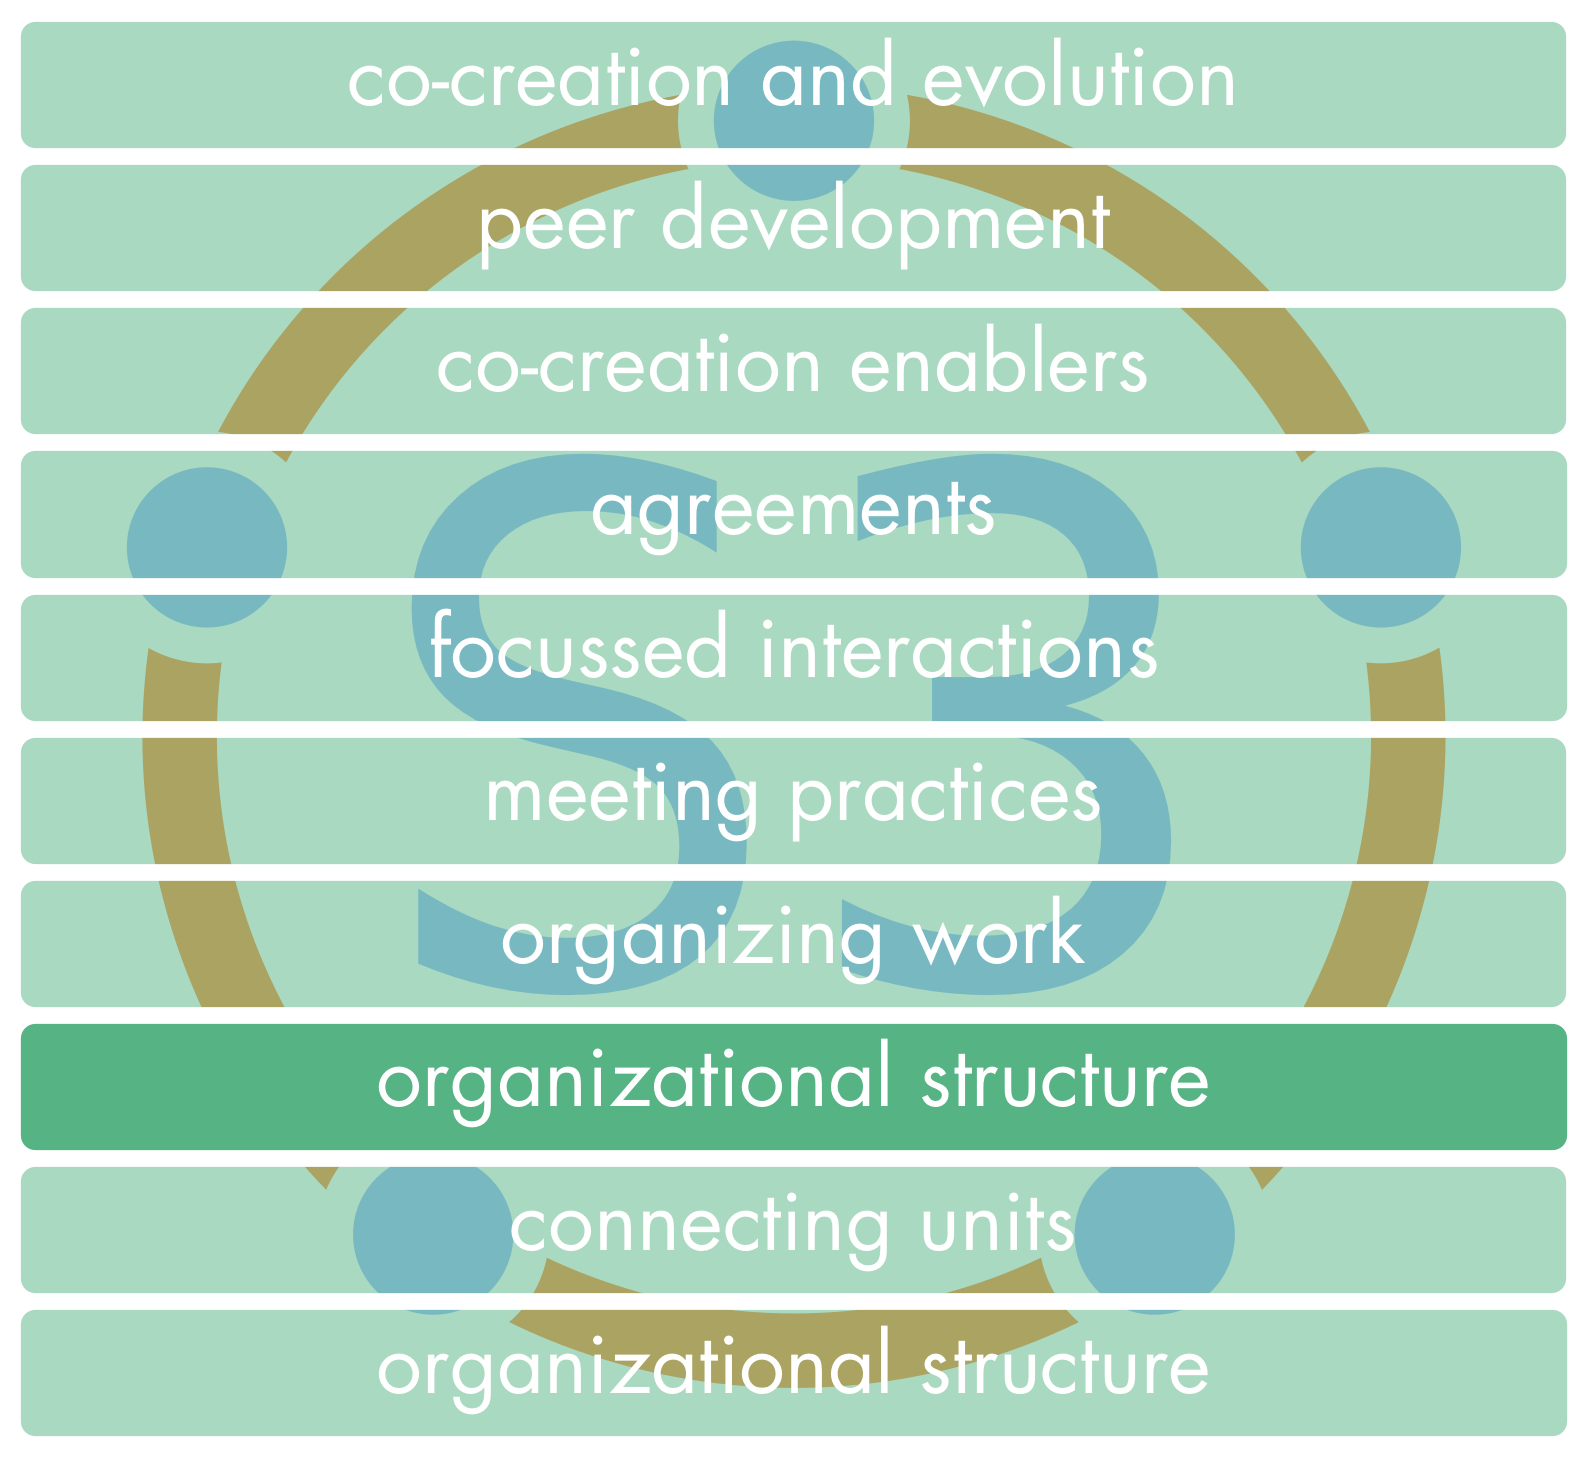 co-creation and evolution
peer development
co-creation enablers
agreements
S3
focussed interactions
meeting practices
organizing work
organizational structure
connecting units
organizational structure